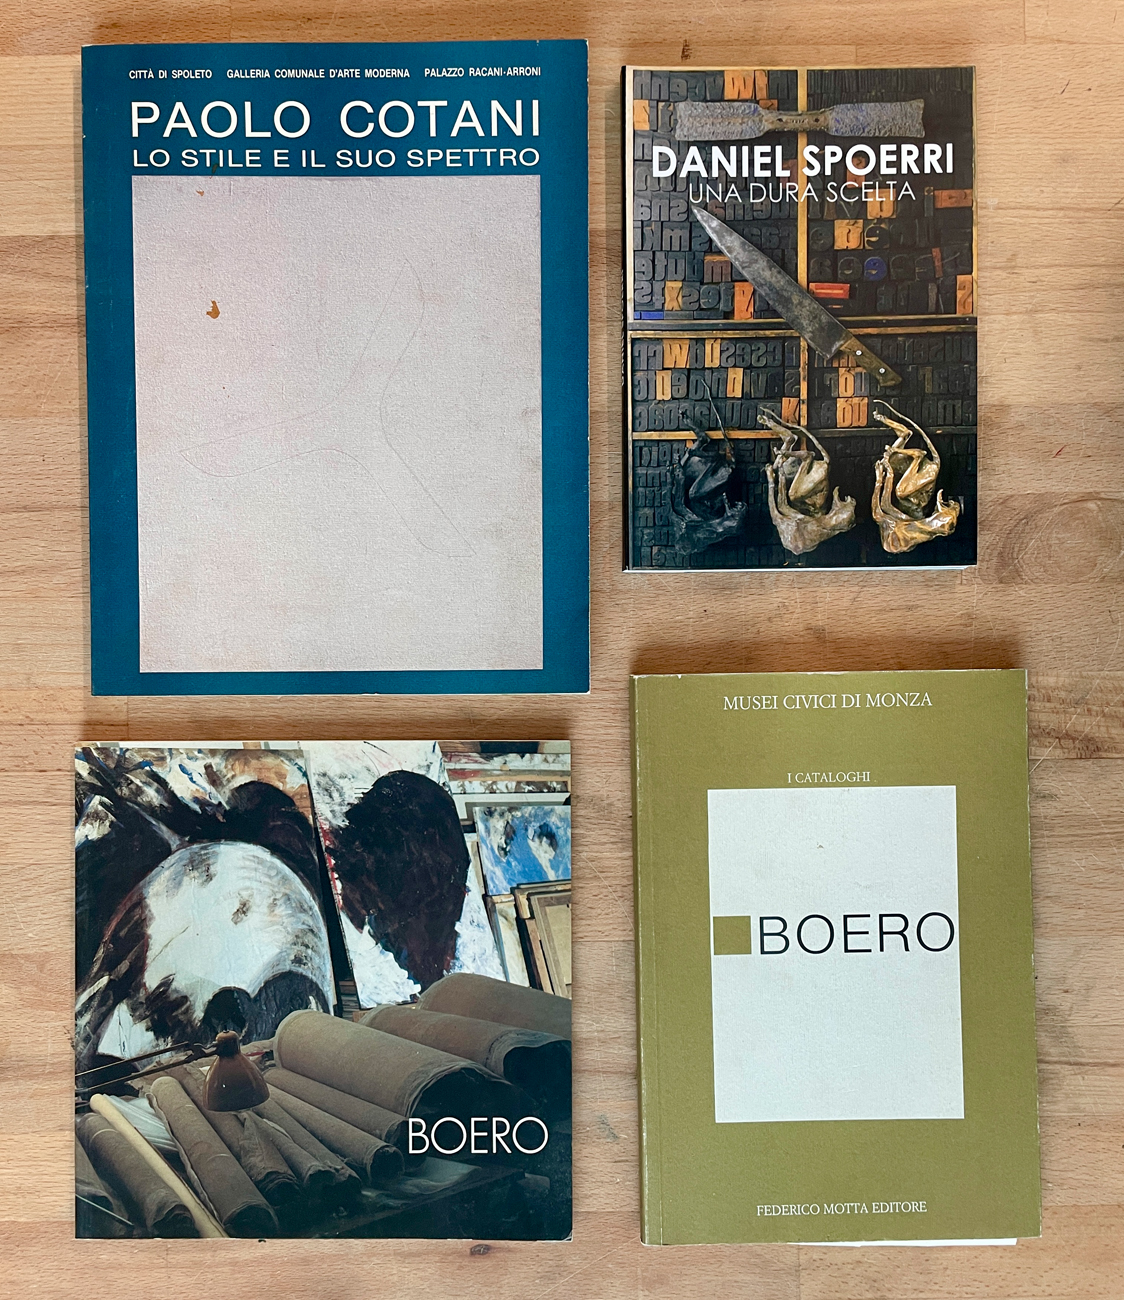 CITTÀ DI SPOLETO GALLERIA COMUNALE D'ARTE MODERNA PALAZZO RACANI-ARRONI
PAOLO COTANI
LO STILE E IL SUO SPETTRO
DANIEL SPOERRI
UNA DURA SCELTA
BOERO
MUSEI CIVICI DI MONZA
I CATALOGHI
BOERO
FEDERICO MOTTA EDITORE